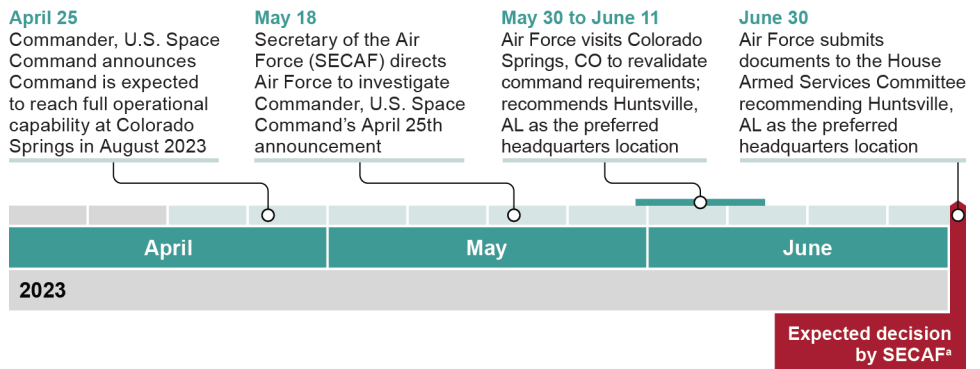 April 25
Commander, U.S. Space
Command announces
Command is expected
to reach full operational
capability at Colorado
Springs in August 2023
May 18
Secretary of the Air
Force (SECAF) directs
Air Force to investigate
Commander, U.S. Space
Command's April 25th
announcement
May 30 to June 11
Air Force visits Colorado
Springs, CO to revalidate
command requirements;
recommends Huntsville,
AL as the preferred
headquarters location
June 30
Air Force submits
documents to the House
Armed Services Committee
recommending Huntsville,
AL as the preferred
headquarters location
April
May
June
2023
Expected decision
by SECAFª